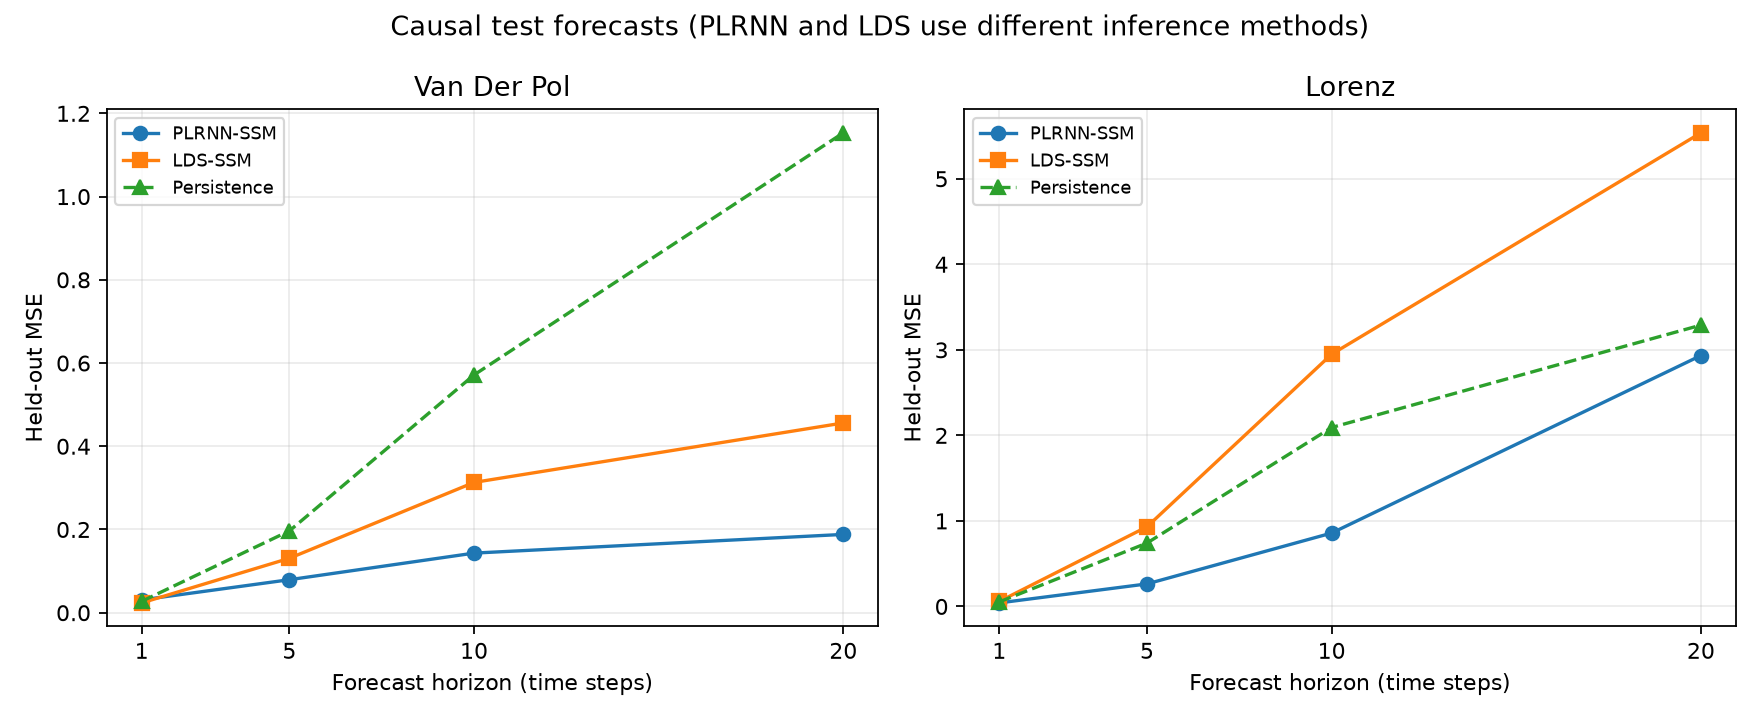 Causal test forecasts (PLRNN and LDS use different inference methods)
Van Der Pol
1.2
1.0
0.8
0.6
0.4
0.2
0.0
Held-out MSE
PLRNN-SSM
LDS-SSM
Persistence
1 5 10 20
Forecast horizon (time steps)
Lorenz
5
4
3
2
1
0
Held-out MSE
PLRNN-SSM
LDS-SSM
Persistence
1 5 10 20
Forecast horizon (time steps)